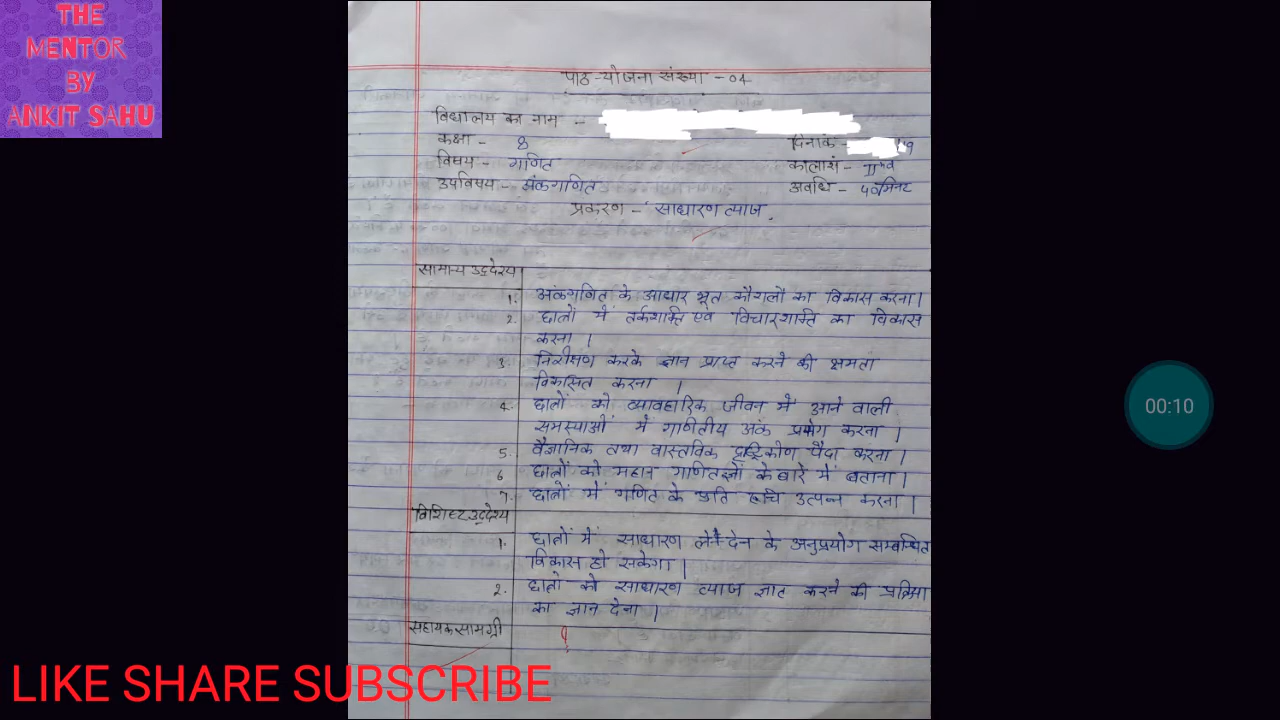 THE
MENTOR
BY
ANKIT SAHU
पाठ-योजना संख्या - 04
विद्यालय का नाम -
कक्षा - 8
दिनांक - 19
विषय - गणित
कालांश - II
उपविषय - अंकगणित
अवधि - 40 मिनट
प्रकरण - साधारण ब्याज
सामान्य उद्देश्य
1. अंकगणित के आधार भूत कौशलों का विकास करना।
2. छात्रों में तर्कशक्ति एवं विचारशक्ति का विकास
करना।
3. निरीक्षण करके ज्ञान प्राप्त करने की क्षमता
विकसित करना।
4. छात्रों को व्यावहारिक जीवन में आने वाली
समस्याओं में गणितीय अंक प्रयोग करना।
5. वैज्ञानिक तथा वास्तविक दृष्टिकोण पैदा करना।
6 छात्रों को महान गणितज्ञों के बारे में बताना।
7. छात्रों में गणित के प्रति रूचि उत्पन्न करना।
विशिष्ट उद्देश्य
1. छात्रों में साधारण लेन देन के अनुप्रयोग सम्बन्धित
विकास हो सकेगा।
2. छात्रों को साधारण ब्याज ज्ञात करने की प्रक्रिया
का ज्ञान देना।
सहायक सामग्री
00:10
LIKE SHARE SUBSCRIBE